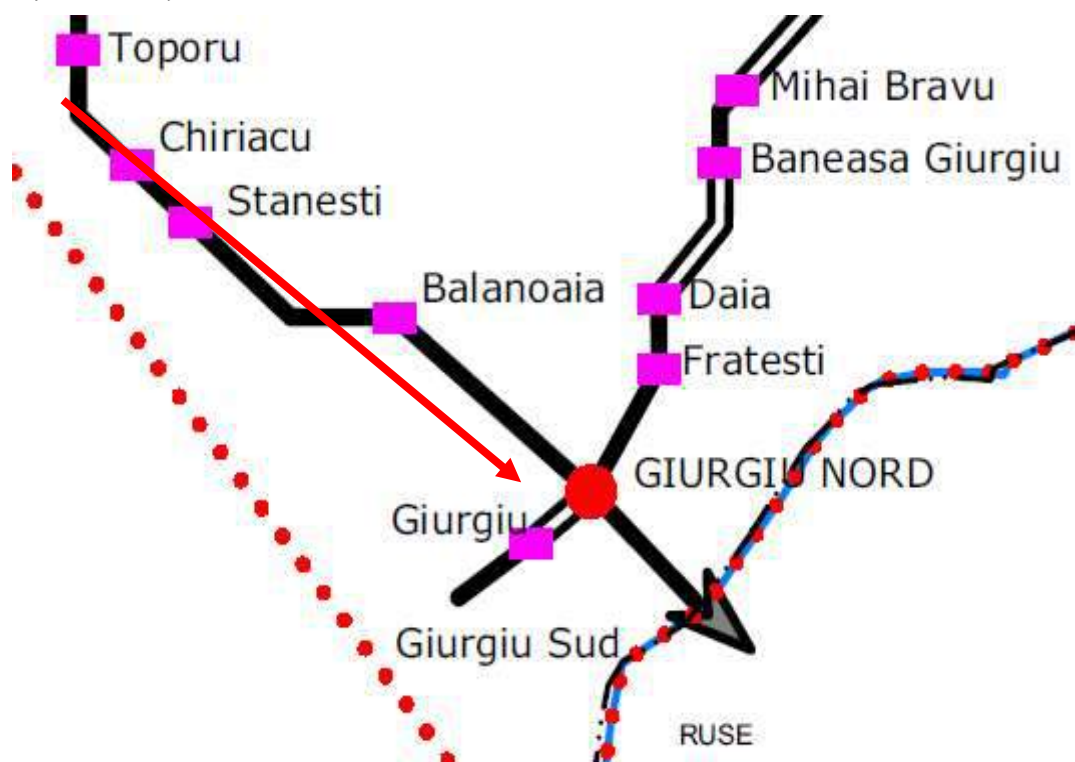 Toporu
Mihai Bravu
Chiriacu
Baneasa Giurgiu
Stanesti
Balanoaia
Daia
Fratesti
GIURGIU NORD
Giurgiu
Giurgiu Sud
RUSE